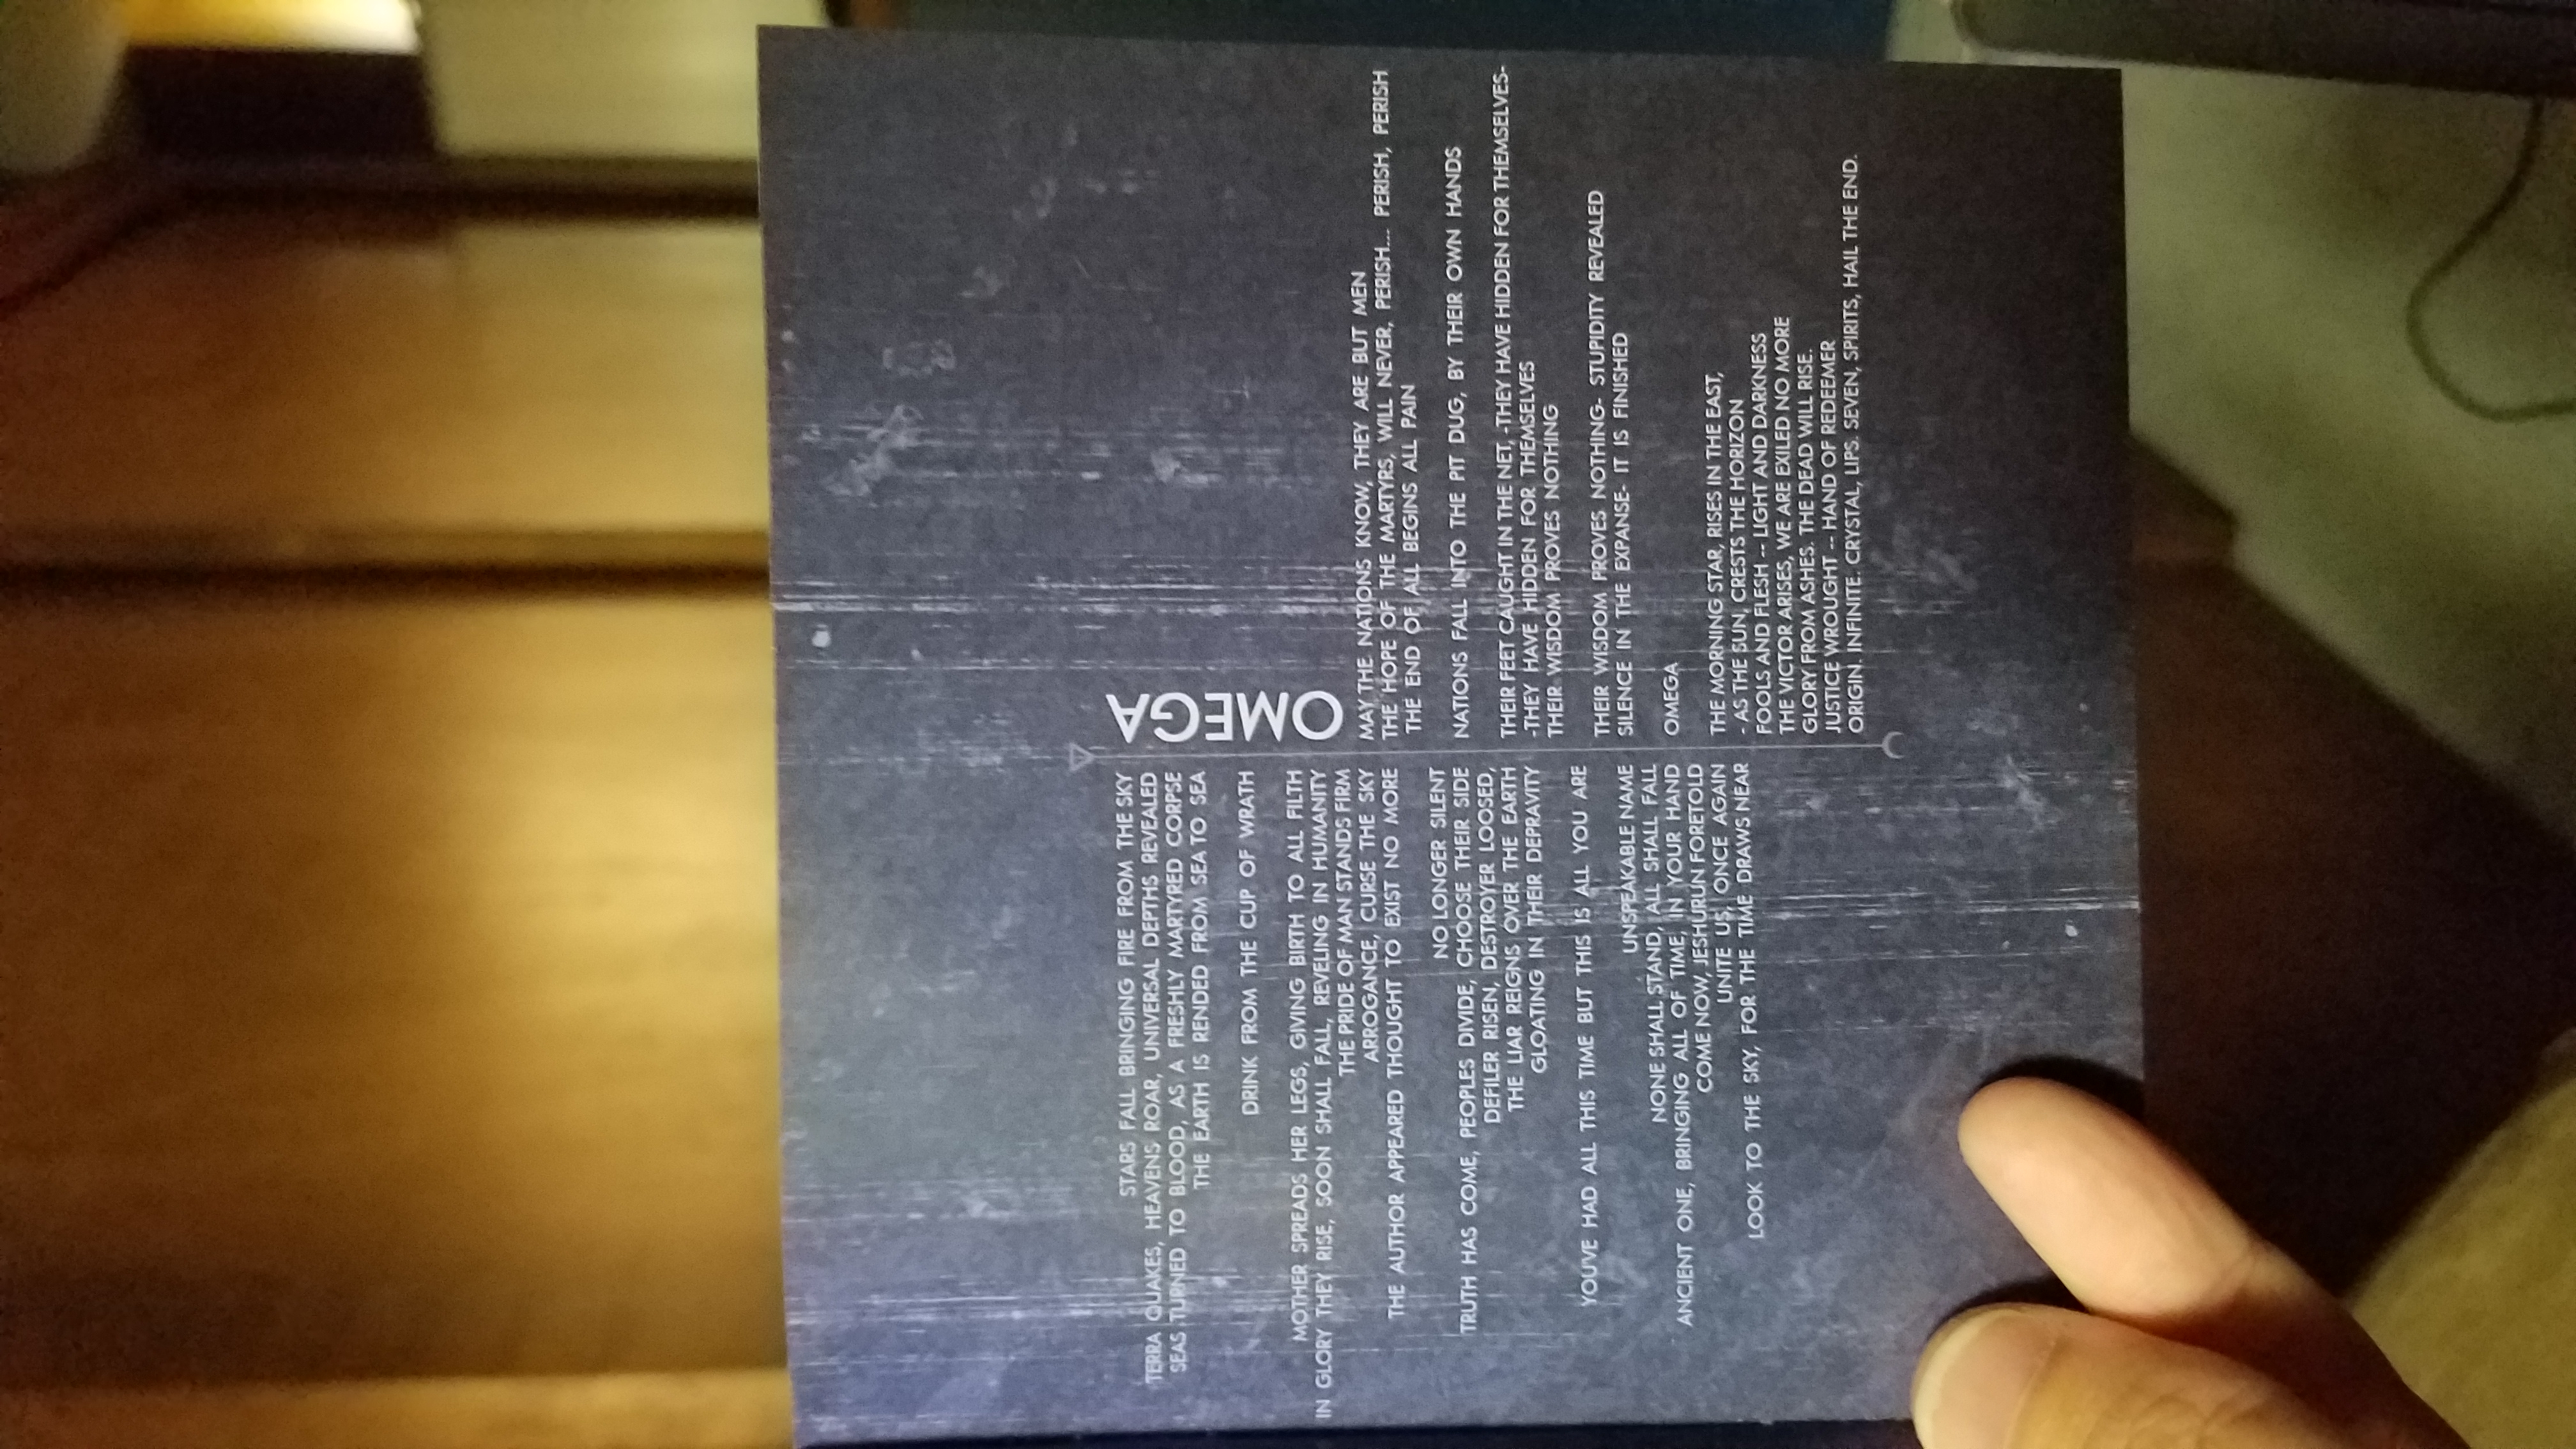 STARS FALL BRINGING FIRE FROM THE SKY
TERRA QUAKES, HEAVENS ROAR, UNIVERSAL DEPTHS REVEALED
SEAS TURNED TO BLOOD, AS A FRESHLY MARTYRED CORPSE
THE EARTH IS RENDED FROM SEA TO SEA
DRINK FROM THE CUP OF WRATH
MOTHER SPREADS HER LEGS, GIVING BIRTH TO ALL FILTH
IN GLORY THEY RISE, SOON SHALL FALL, REVELING IN HUMANITY
THE PRIDE OF MAN STANDS FIRM
ARROGANCE, CURSE THE SKY
THE AUTHOR APPEARED THOUGHT TO EXIST NO MORE
NO LONGER SILENT
TRUTH HAS COME, PEOPLES DIVIDE, CHOOSE THEIR SIDE
DEFILER RISEN, DESTROYER LOOSED,
THE LIAR REIGNS OVER THE EARTH
GLOATING IN THEIR DEPRAVITY
YOU'VE HAD ALL THIS TIME BUT THIS IS ALL YOU ARE
UNSPEAKABLE NAME
NONE SHALL STAND, ALL SHALL FALL
ANCIENT ONE, BRINGING ALL OF TIME, IN YOUR HAND
COME NOW, JESHURUN FORETOLD
UNITE US, ONCE AGAIN
LOOK TO THE SKY, FOR THE TIME DRAWS NEAR
OMEGA
MAY THE NATIONS KNOW, THEY ARE BUT MEN
THE HOPE OF THE MARTYRS, WILL NEVER, PERISH... PERISH, PERISH
THE END OF ALL BEGINS ALL PAIN
NATIONS FALL INTO THE PIT DUG, BY THEIR OWN HANDS
THEIR FEET CAUGHT IN THE NET, -THEY HAVE HIDDEN FOR THEMSELVES-
-THEY HAVE HIDDEN FOR THEMSELVES
THEIR WISDOM PROVES NOTHING
THEIR WISDOM PROVES NOTHING- STUPIDITY REVEALED
SILENCE IN THE EXPANSE- IT IS FINISHED
OMEGA
THE MORNING STAR, RISES IN THE EAST,
- AS THE SUN, CRESTS THE HORIZON
FOOLS AND FLESH -- LIGHT AND DARKNESS
THE VICTOR ARISES, WE ARE EXILED NO MORE
GLORY FROM ASHES. THE DEAD WILL RISE.
JUSTICE WROUGHT -- HAND OF REDEEMER
ORIGIN. INFINITE. CRYSTAL, LIPS. SEVEN, SPIRITS, HAIL THE END.